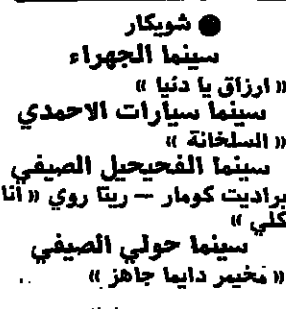 ● شويكار
سينما الجهراء
« ارزاق يا دنيا »
سينما سيارات الاحمدي
« السلخانة »
سينما الفحيحيل الصيفي
براديت كومار — ريتا روي « انا
كلي »
سينما حولي الصيفي
« مخيمر دايما جاهز »